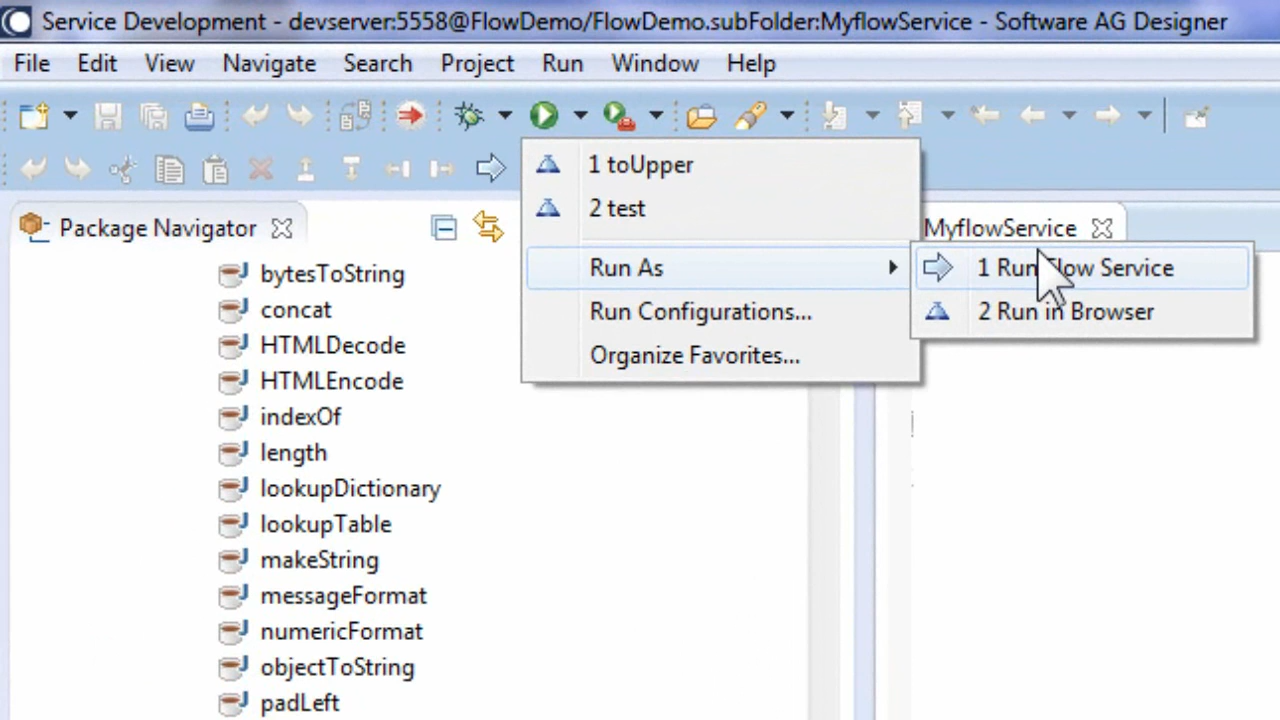 Service Development - devserver:5558@FlowDemo/FlowDemo.subFolder:MyflowService - Software AG Designer
File Edit View Navigate Search Project Run Window Help
1 toUpper
2 test
Run As
Run Configurations...
Organize Favorites...
1 Run Flow Service
2 Run in Browser
Package Navigator
MyflowService
bytesToString
concat
HTMLDecode
HTMLEncode
indexOf
length
lookupDictionary
lookupTable
makeString
messageFormat
numericFormat
objectToString
padLeft